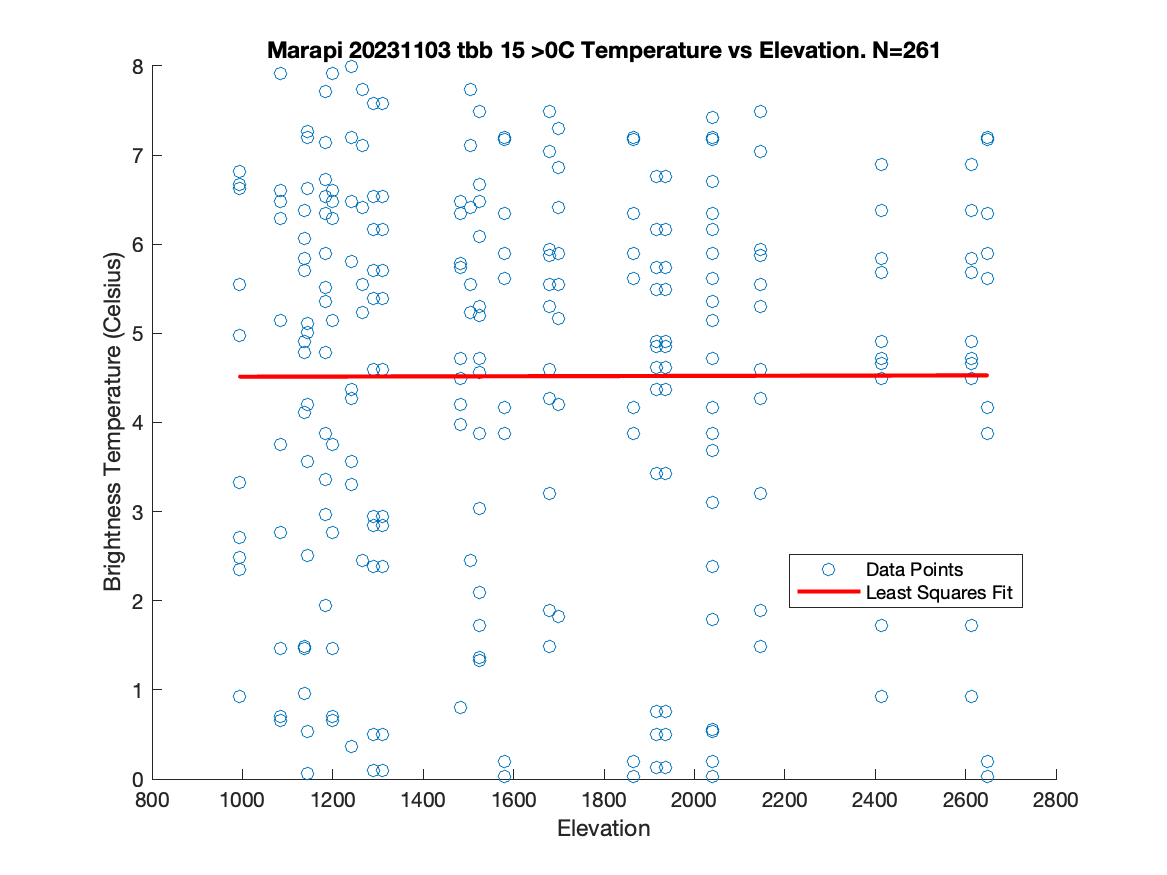 Marapi 20231103 tbb 15 >0C Temperature vs Elevation. N=261
8
7
6
5
4
3
2
1
0
Brightness Temperature (Celsius)
Data Points
Least Squares Fit
800 1000 1200 1400 1600 1800 2000 2200 2400 2600 2800
Elevation